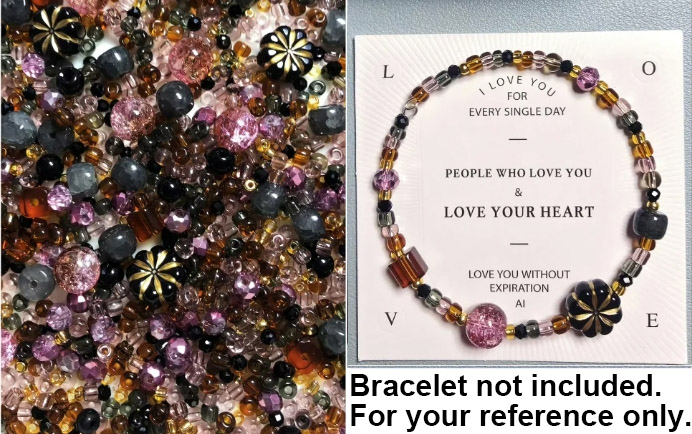 L O
I LOVE YOU
FOR
EVERY SINGLE DAY
PEOPLE WHO LOVE YOU
&
LOVE YOUR HEART
LOVE YOU WITHOUT
EXPIRATION
AI
V E
Bracelet not included.
For your reference only.